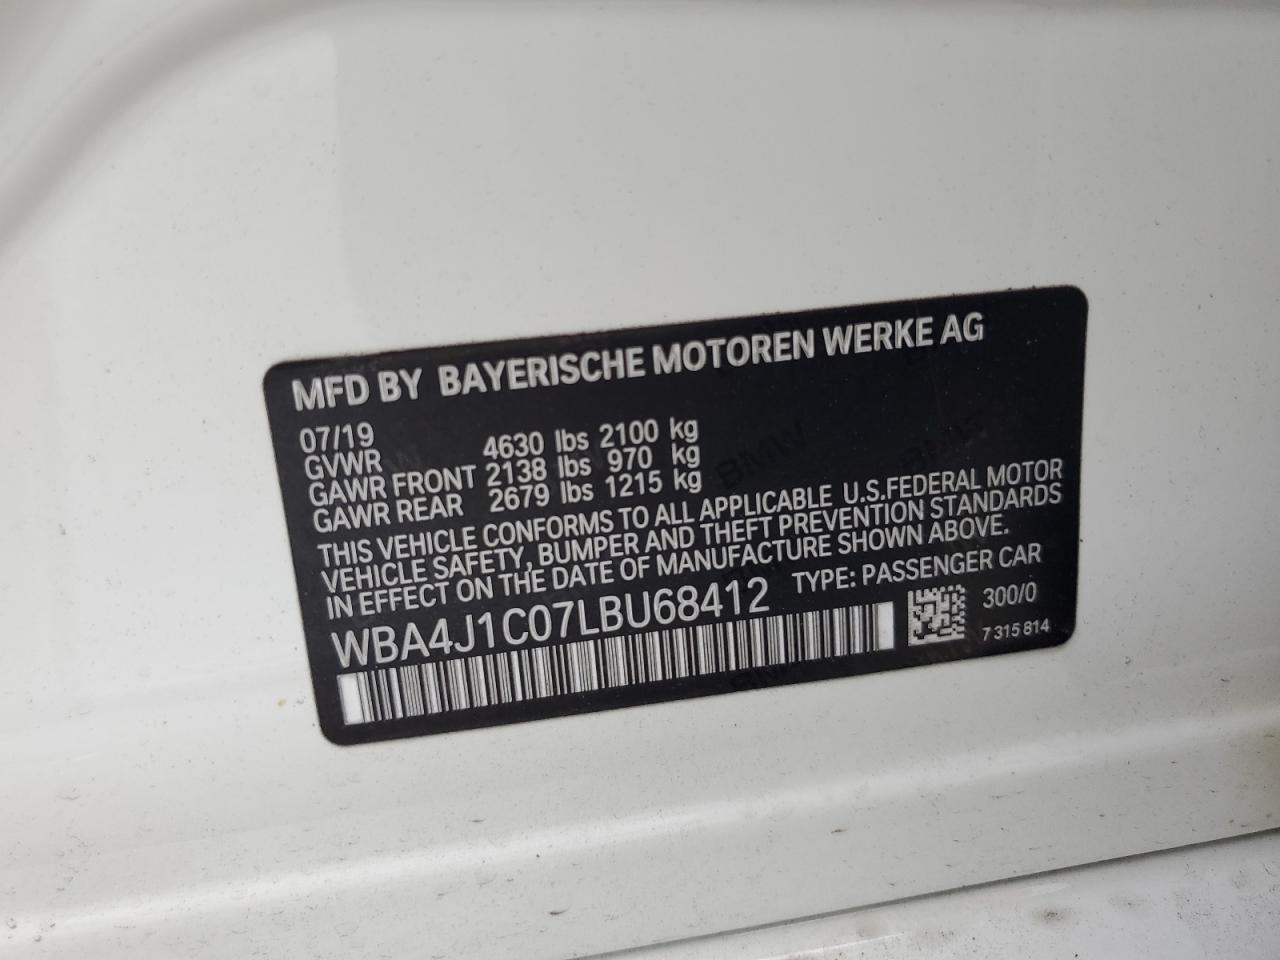 MFD BY BAYERISCHE MOTOREN WERKE AG
07/19
GVWR 4630 lbs 2100 kg
GAWR FRONT 2138 lbs 970 kg
GAWR REAR 2679 lbs 1215 kg
THIS VEHICLE CONFORMS TO ALL APPLICABLE U.S.FEDERAL MOTOR
VEHICLE SAFETY, BUMPER AND THEFT PREVENTION STANDARDS
IN EFFECT ON THE DATE OF MANUFACTURE SHOWN ABOVE.
WBA4J1C07LBU68412 TYPE: PASSENGER CAR
300/0
7 315 814